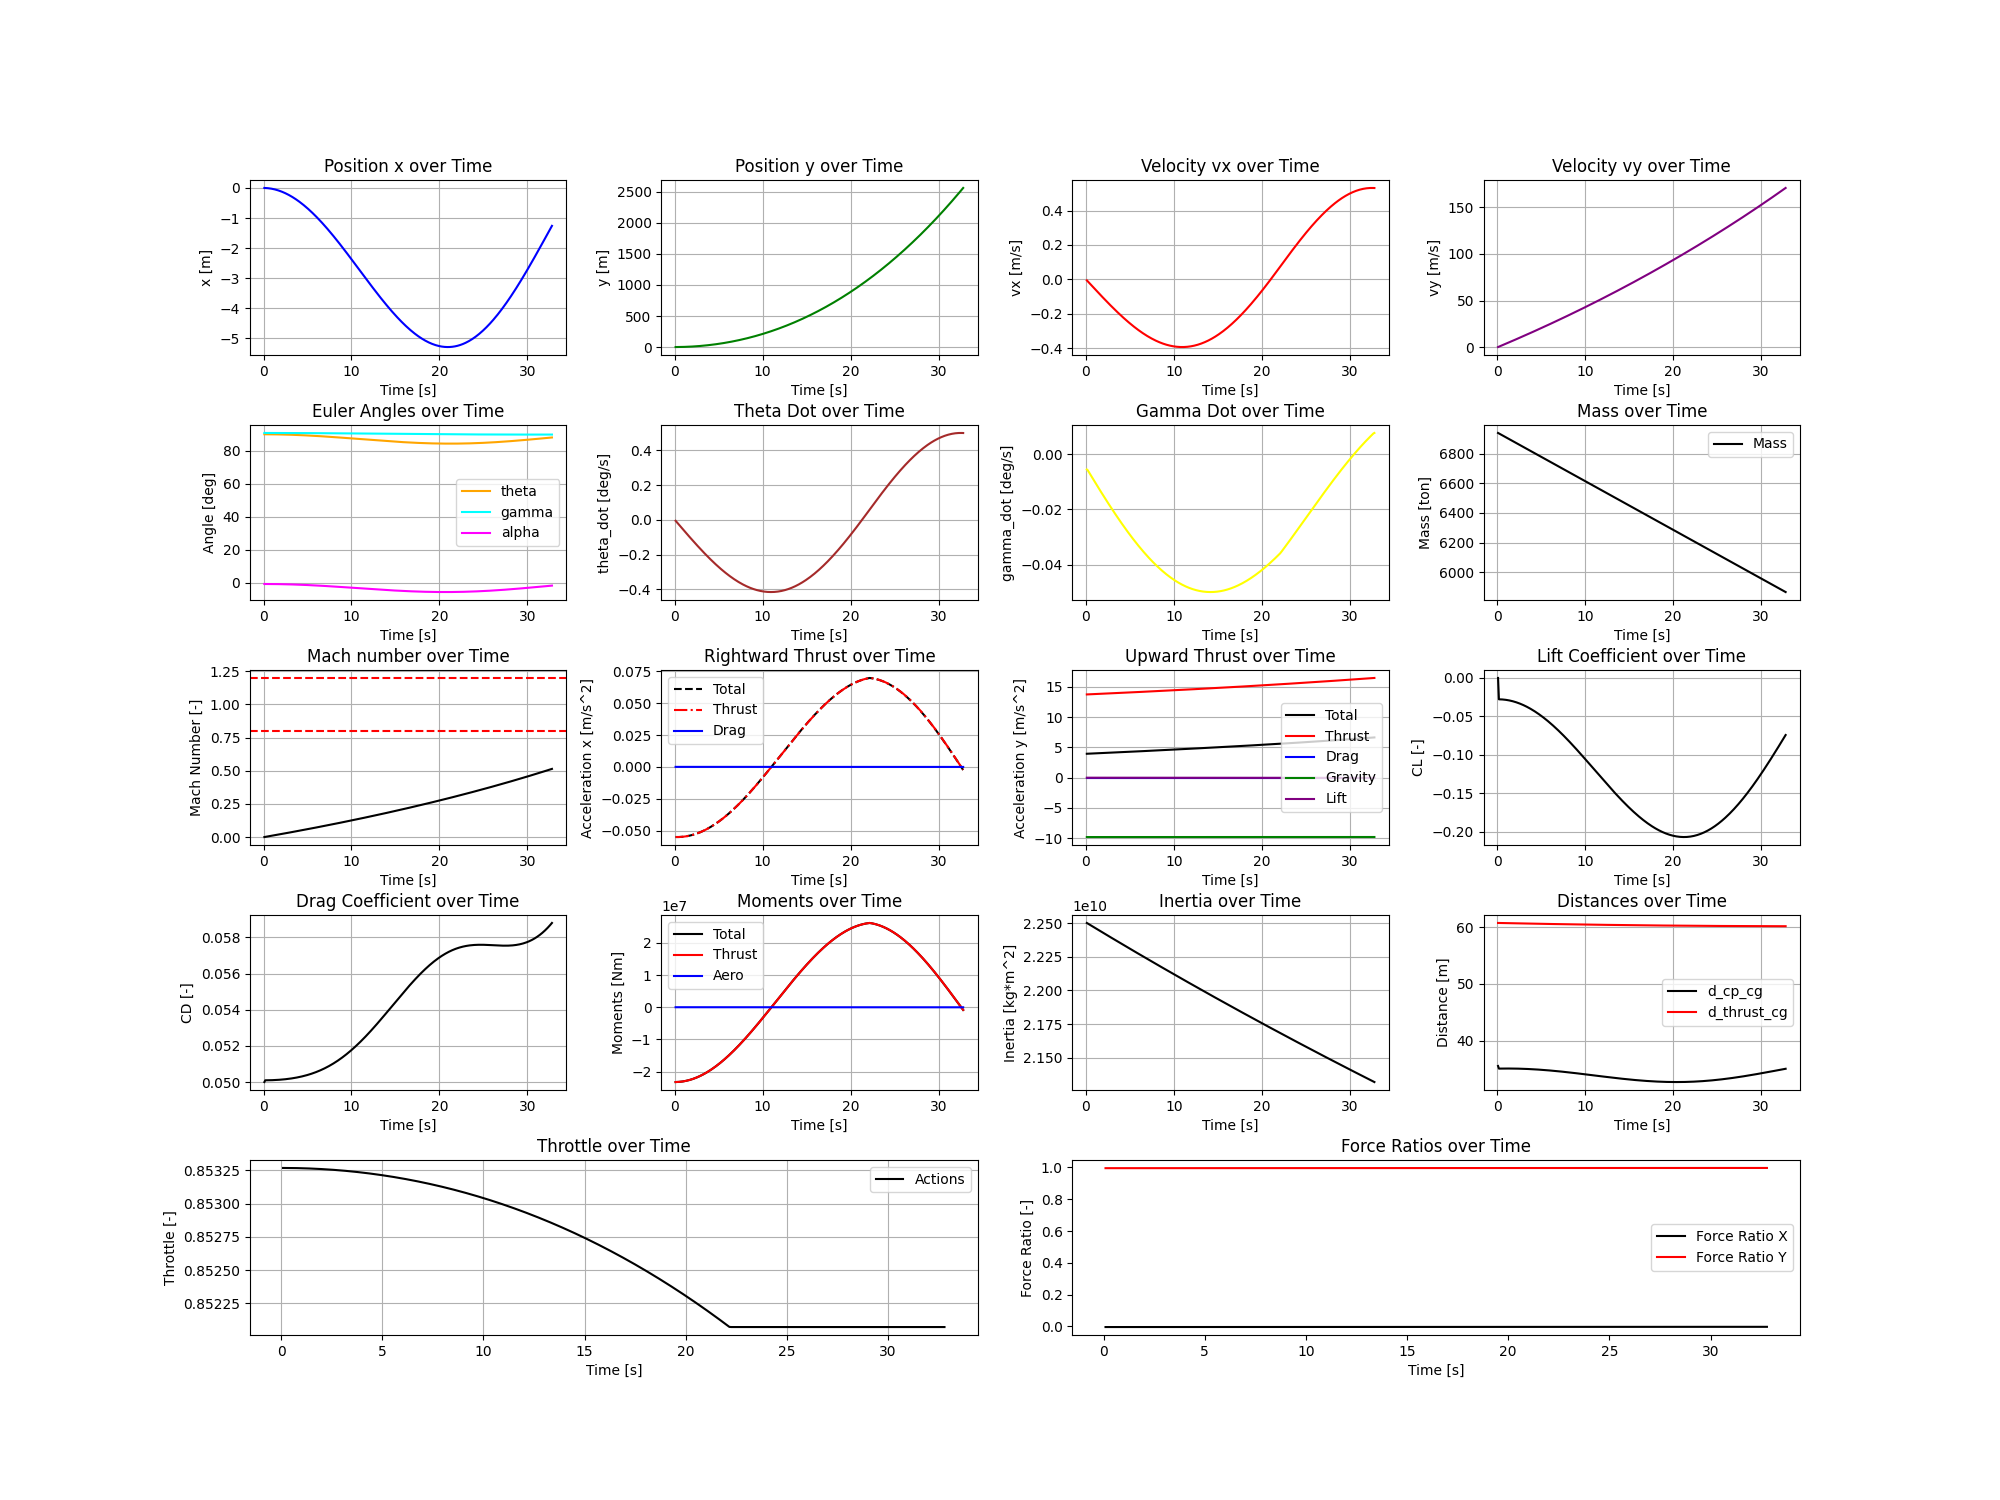 Position x over Time
x [m]
0
−1
−2
−3
−4
−5
0 10 20 30
Time [s]
Position y over Time
y [m]
2500
2000
1500
1000
500
0
0 10 20 30
Time [s]
Velocity vx over Time
vx [m/s]
0.4
0.2
0.0
−0.2
−0.4
0 10 20 30
Time [s]
Velocity vy over Time
vy [m/s]
150
100
50
0
0 10 20 30
Time [s]
Euler Angles over Time
Angle [deg]
80
60
40
20
0
theta
gamma
alpha
0 10 20 30
Time [s]
Theta Dot over Time
theta_dot [deg/s]
0.4
0.2
0.0
−0.2
−0.4
0 10 20 30
Time [s]
Gamma Dot over Time
gamma_dot [deg/s]
0.00
−0.02
−0.04
0 10 20 30
Time [s]
Mass over Time
Mass [ton]
6800
6600
6400
6200
6000
Mass
0 10 20 30
Time [s]
Mach number over Time
Mach Number [-]
1.25
1.00
0.75
0.50
0.25
0.00
0 10 20 30
Time [s]
Rightward Thrust over Time
Acceleration x [m/s^2]
0.075
0.050
0.025
0.000
−0.025
−0.050
Total
Thrust
Drag
0 10 20 30
Time [s]
Upward Thrust over Time
Acceleration y [m/s^2]
15
10
5
0
−5
−10
Total
Thrust
Drag
Gravity
Lift
0 10 20 30
Time [s]
Lift Coefficient over Time
CL [-]
0.00
−0.05
−0.10
−0.15
−0.20
0 10 20 30
Time [s]
Drag Coefficient over Time
CD [-]
0.058
0.056
0.054
0.052
0.050
0 10 20 30
Time [s]
Moments over Time
1e7
Moments [Nm]
2
1
0
−1
−2
Total
Thrust
Aero
0 10 20 30
Time [s]
Inertia over Time
1e10
Inertia [kg*m^2]
2.250
2.225
2.200
2.175
2.150
0 10 20 30
Time [s]
Distances over Time
Distance [m]
60
50
40
d_cp_cg
d_thrust_cg
0 10 20 30
Time [s]
Throttle over Time
Throttle [-]
0.85325
0.85300
0.85275
0.85250
0.85225
Actions
0 5 10 15 20 25 30
Time [s]
Force Ratios over Time
Force Ratio [-]
1.0
0.8
0.6
0.4
0.2
0.0
Force Ratio X
Force Ratio Y
0 5 10 15 20 25 30
Time [s]